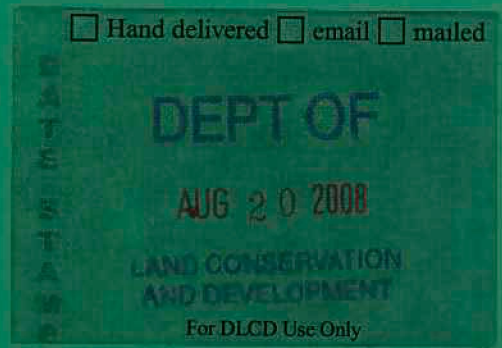 ☐ Hand delivered ☐ email ☐ mailed
DATE STAMP
DEPT OF
AUG 20 2008
LAND CONSERVATION
AND DEVELOPMENT
For DLCD Use Only